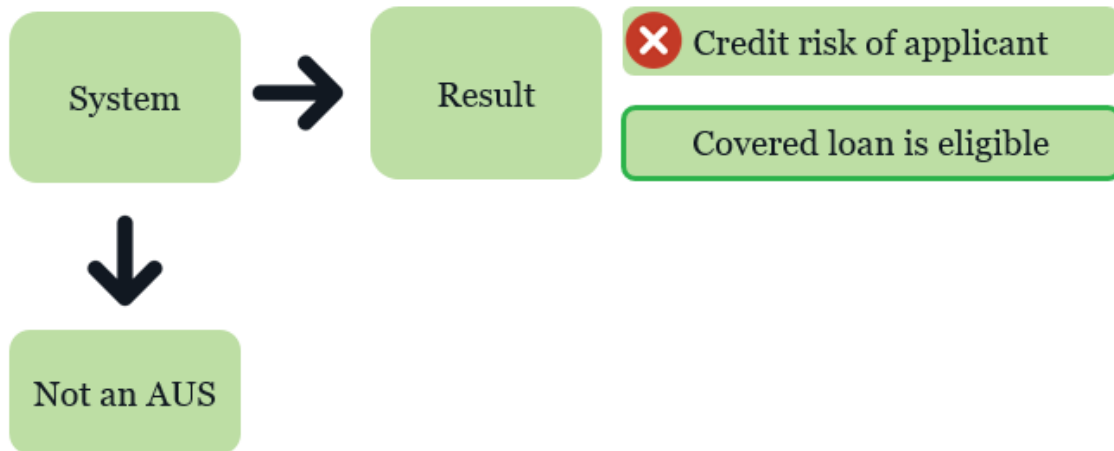 System
Result
Credit risk of applicant
Covered loan is eligible
Not an AUS